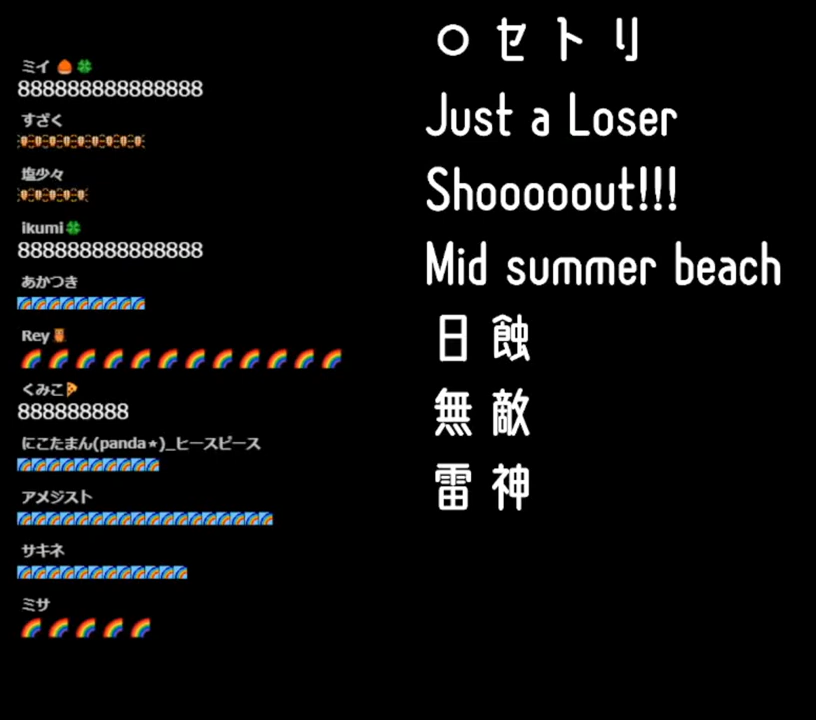 ミイ🌰🍀
8888888888888888
すざく
塩少々
ikumi🍀
8888888888888888
あかつき
🌈🌈🌈🌈🌈🌈🌈🌈🌈
Rey
🌈🌈🌈🌈🌈🌈🌈🌈🌈🌈🌈🌈
くみこ🍕
888888888
にこたまん(panda★)_ヒースピース
🌈🌈🌈🌈🌈🌈🌈🌈🌈🌈
アメジスト
🌈🌈🌈🌈🌈🌈🌈🌈🌈🌈🌈🌈🌈🌈🌈🌈🌈🌈
サキネ
🌈🌈🌈🌈🌈🌈🌈🌈🌈🌈🌈🌈
ミサ
🌈🌈🌈🌈🌈
○セトリ
Just a Loser
Shooooout!!!
Mid summer beach
日蝕
無敵
雷神